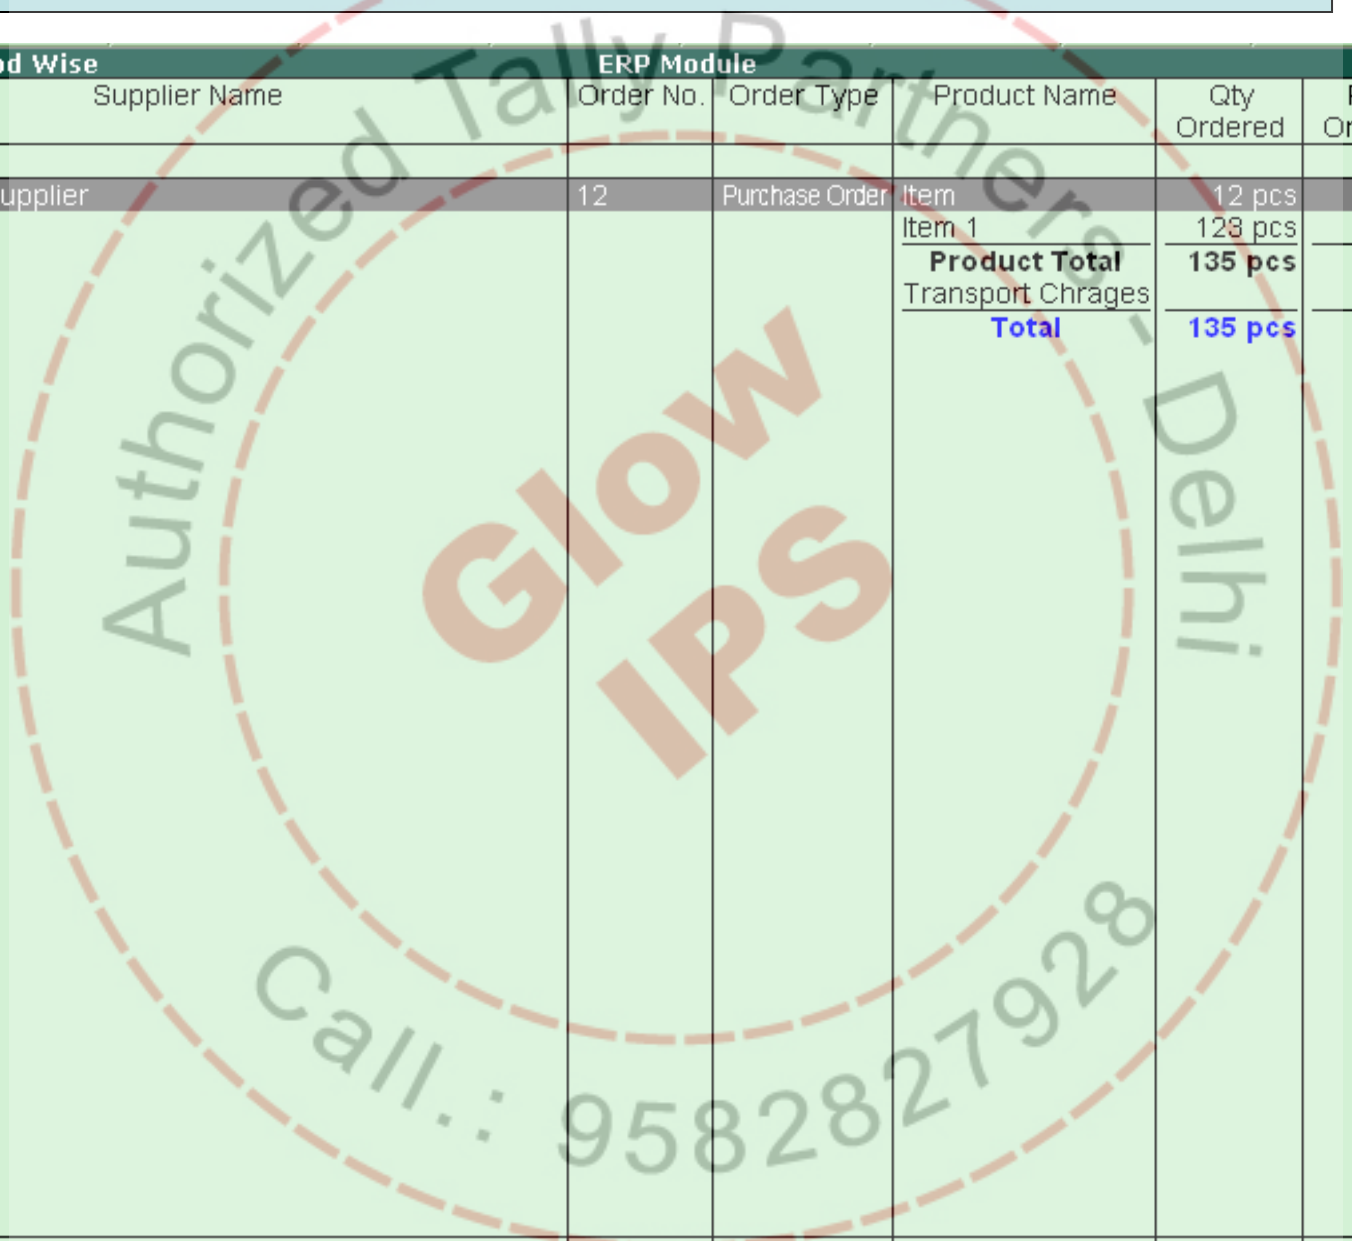 od Wise ERP Module
Supplier Name Order No. Order Type Product Name Qty Ordered
upplier 12 Purchase Order Item 12 pcs
Item 1 123 pcs
Product Total 135 pcs
Transport Chrages
Total 135 pcs
Authorized Tally Partners - Delhi
Glow
IPS
Call.: 9582827928